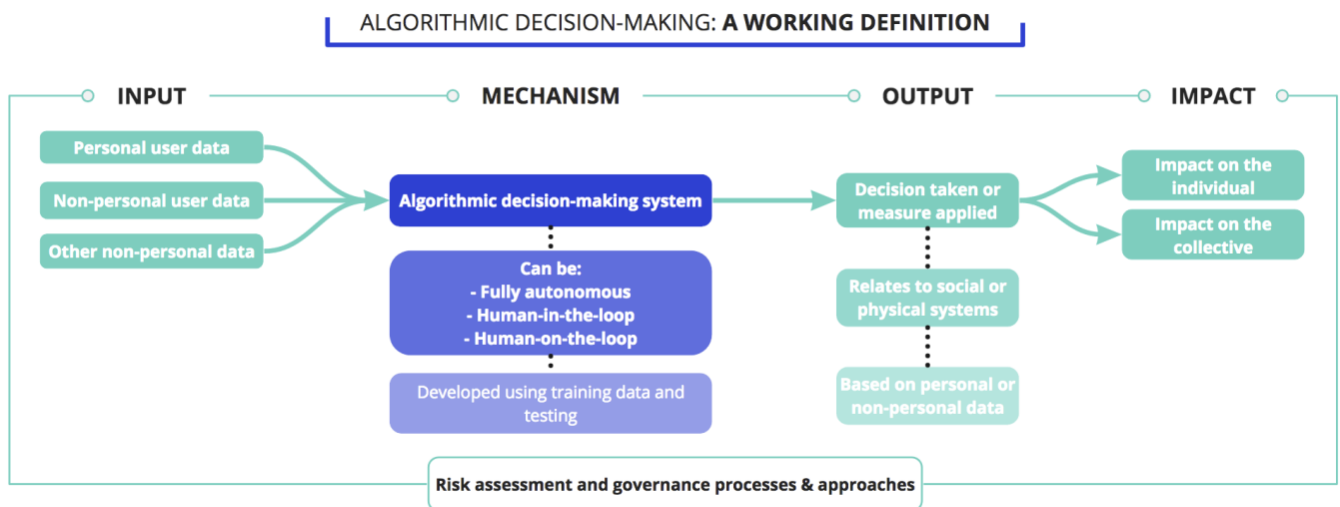 ALGORITHMIC DECISION-MAKING: A WORKING DEFINITION
INPUT
MECHANISM
OUTPUT
IMPACT
Personal user data
Non-personal user data
Other non-personal data
Algorithmic decision-making system
Can be:
- Fully autonomous
- Human-in-the-loop
- Human-on-the-loop
Developed using training data and
testing
Decision taken or
measure applied
Relates to social or
physical systems
Based on personal or
non-personal data
Impact on the
individual
Impact on the
collective
Risk assessment and governance processes & approaches